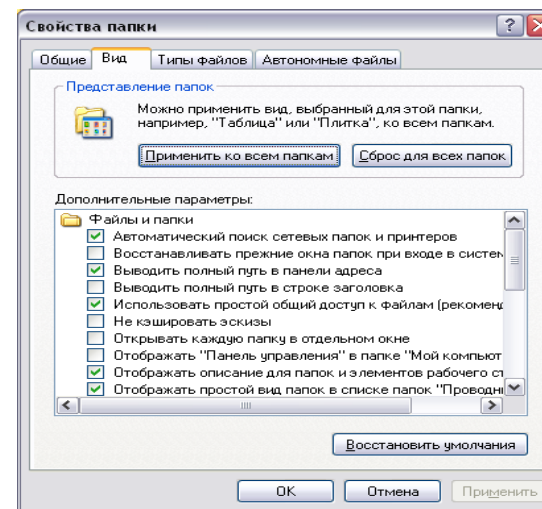 Свойства папки
Общие Вид Типы файлов Автономные файлы
Представление папок
Можно применить вид, выбранный для этой папки,
например, "Таблица" или "Плитка", ко всем папкам.
Применить ко всем папкам Сброс для всех папок
Дополнительные параметры:
Файлы и папки
Автоматический поиск сетевых папок и принтеров
Восстанавливать прежние окна папок при входе в систем
Выводить полный путь в панели адреса
Выводить полный путь в строке заголовка
Использовать простой общий доступ к файлам (рекоменд
Не кэшировать эскизы
Открывать каждую папку в отдельном окне
Отображать "Панель управления" в папке "Мой компьют
Отображать описание для папок и элементов рабочего ст
Отображать простой вид папок в списке папок "Проводни
Восстановить умолчания
ОК Отмена Применить